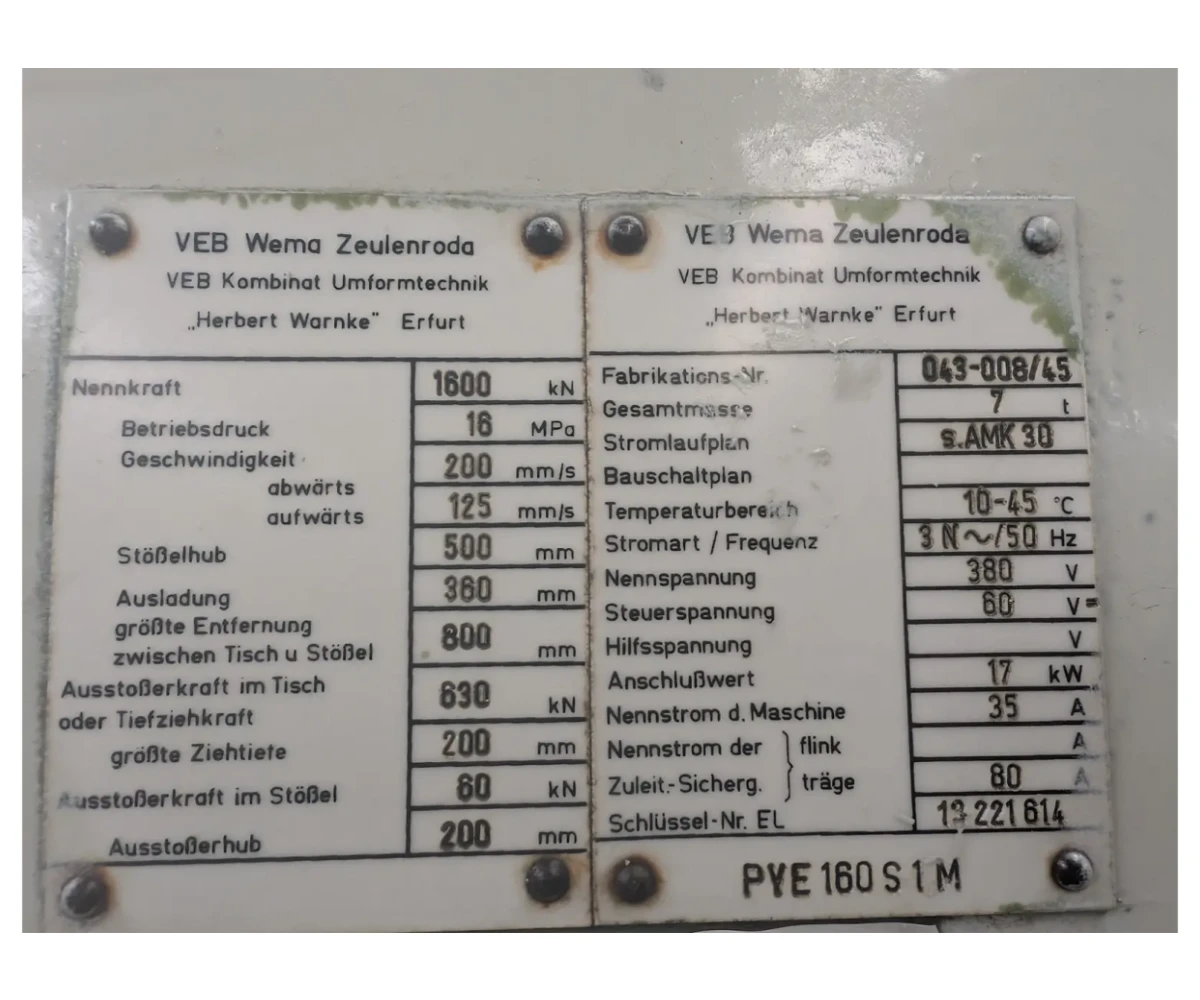 VEB Wema Zeulenroda
VEB Kombinat Umformtechnik
„Herbert Warnke" Erfurt
Nennkraft 1600 kN
Betriebsdruck 16 MPa
Geschwindigkeit
abwärts 200 mm/s
aufwärts 125 mm/s
Stößelhub 500 mm
Ausladung 360 mm
größte Entfernung
zwischen Tisch u Stößel 800 mm
Ausstoßerkraft im Tisch
oder Tiefziehkraft 630 kN
größte Ziehtiefe 200 mm
Ausstoßerkraft im Stößel 60 kN
Ausstoßerhub 200 mm
VEB Wema Zeulenroda
VEB Kombinat Umformtechnik
„Herbert Warnke" Erfurt
Fabrikations-Nr. 043-008/45
Gesamtmasse 7 t
Stromlaufplan s.AMK 30
Bauschaltplan
Temperaturbereich 10-45 °C
Stromart / Frequenz 3 N~/50 Hz
Nennspannung 380 V
Steuerspannung 60 V=
Hilfsspannung V
Anschlußwert 17 kW
Nennstrom d. Maschine 35 A
Nennstrom der } flink A
Zuleit.-Sicherg. } träge 80 A
Schlüssel-Nr. EL 13 221 614
PYE 160 S 1 M